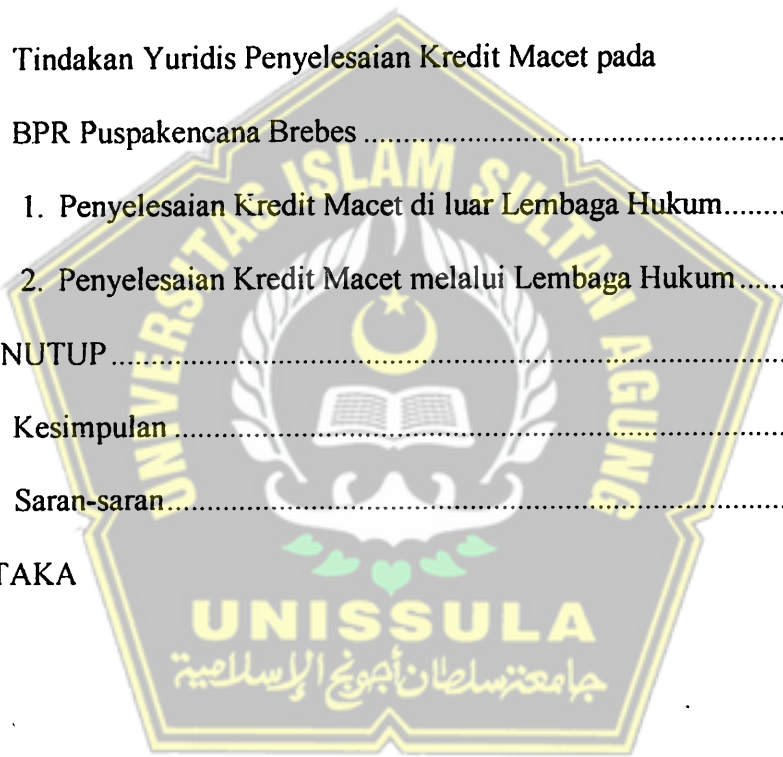 Tindakan Yuridis Penyelesaian Kredit Macet pada
BPR Puspakencana Brebes ........................................................
1. Penyelesaian Kredit Macet di luar Lembaga Hukum........
2. Penyelesaian Kredit Macet melalui Lembaga Hukum......
NUTUP...................................................................................
Kesimpulan ..........................................................................
Saran-saran...........................................................................
TAKA
UNIVERSITAS ISLAM SULTAN AGUNG
UNISSULA
جامعة سلطان أجونج الإسلامية